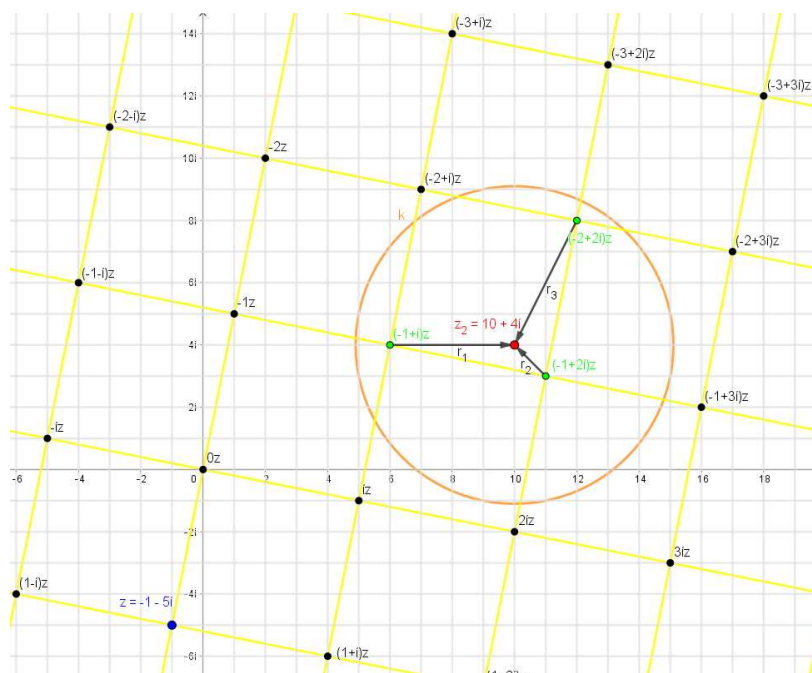 14i
(-3+i)z
(-3+2i)z
(-3+3i)z
12i
(-2-i)z
10i
-2z
(-2+i)z
k
8i
(-2+2i)z
(-2+3i)z
6i
(-1-i)z
-1z
r3
z2 = 10 + 4i
4i
(-1+i)z
r1
r2
(-1+2i)z
2i
(-1+3i)z
-iz
0z
-6 -4 -2 0 2 4 6 8 10 12 14 16 18
iz
-2i
2iz
3iz
-4i
(1-i)z
z = -1 - 5i
-6i
(1+i)z